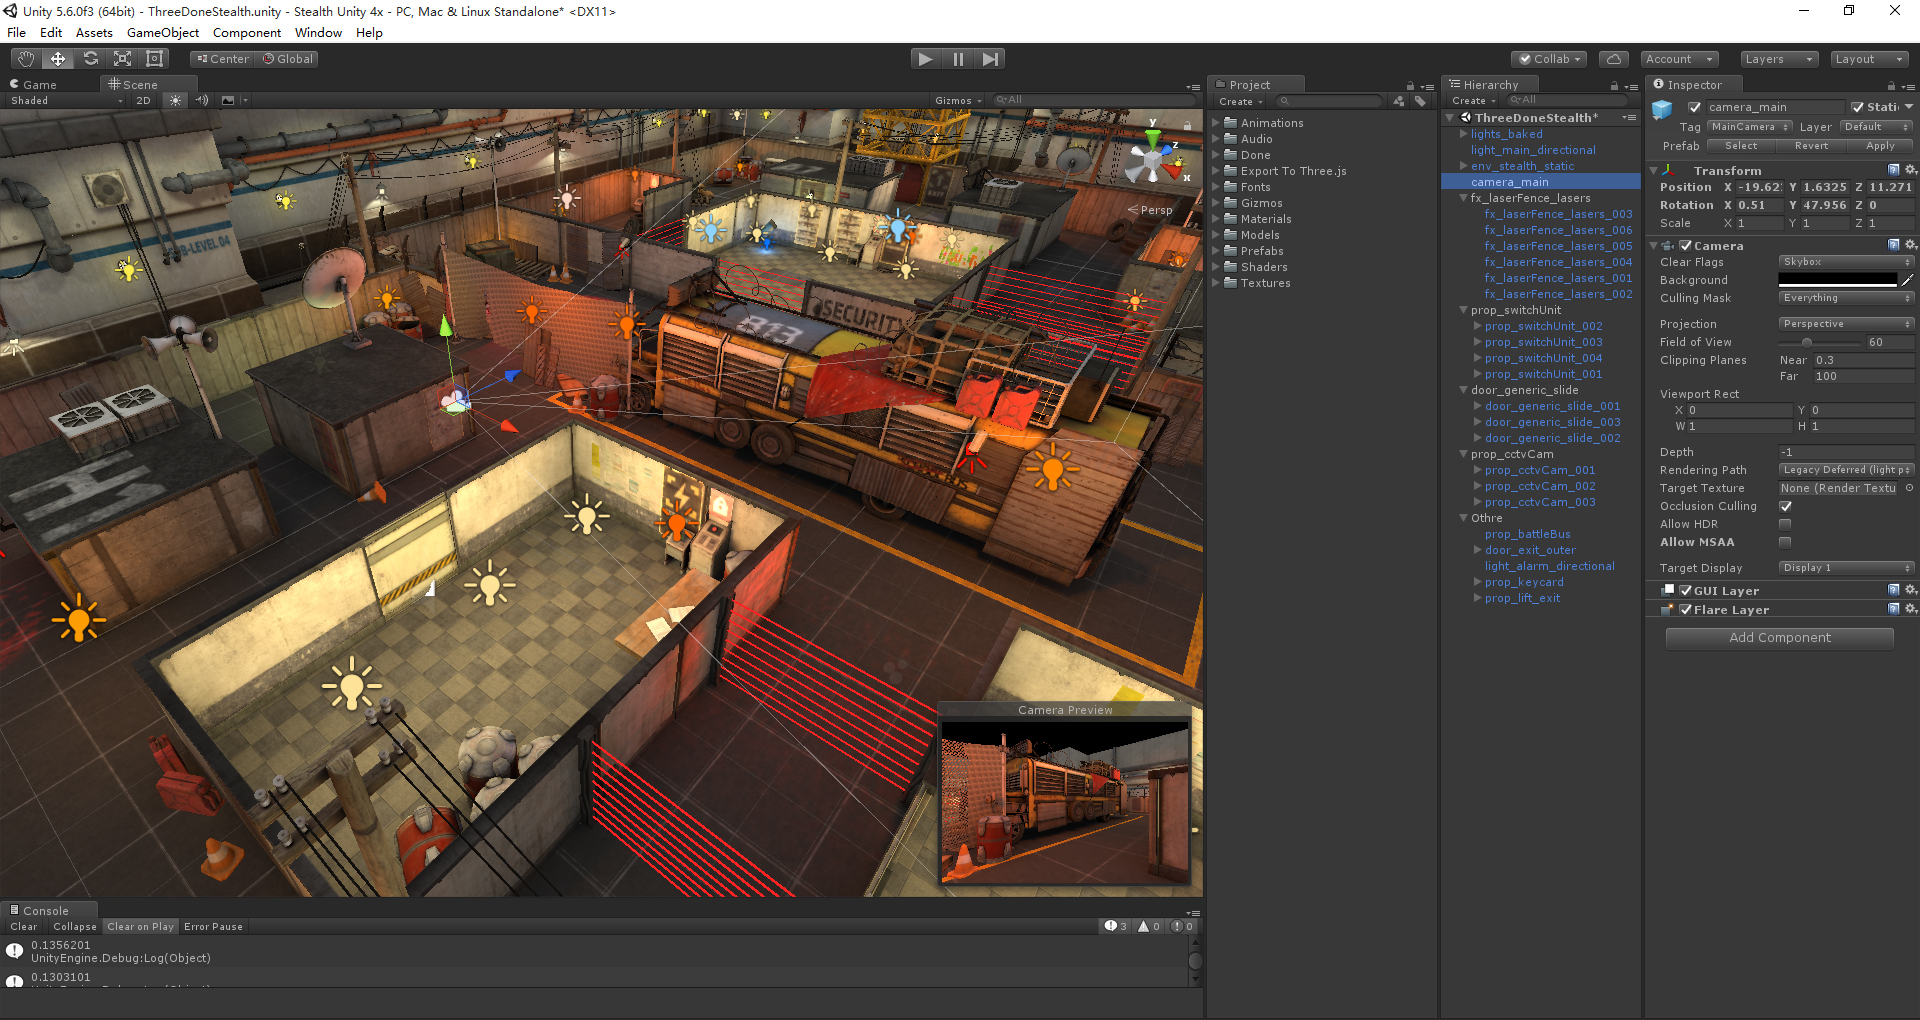 Unity 5.6.0f3 (64bit) - ThreeDoneStealth.unity - Stealth Unity 4x - PC, Mac & Linux Standalone* <DX11>
File Edit Assets GameObject Component Window Help
Center Global
Collab Account Layers Layout
Game Scene
Shaded 2D Gizmos All
Persp
y
z
x
B-LEVEL 04
313
SECURITY
BUS
Camera Preview
Console
Clear Collapse Clear on Play Error Pause 3 0 0
0.1356201
UnityEngine.Debug:Log(Object)
0.1303101
Project
Create
Animations
Audio
Done
Export To Three.js
Fonts
Gizmos
Materials
Models
Prefabs
Shaders
Textures
Hierarchy
Create All
ThreeDoneStealth*
lights_baked
light_main_directional
env_stealth_static
camera_main
fx_laserFence_lasers
fx_laserFence_lasers_003
fx_laserFence_lasers_006
fx_laserFence_lasers_005
fx_laserFence_lasers_004
fx_laserFence_lasers_001
fx_laserFence_lasers_002
prop_switchUnit
prop_switchUnit_002
prop_switchUnit_003
prop_switchUnit_004
prop_switchUnit_001
door_generic_slide
door_generic_slide_001
door_generic_slide_003
door_generic_slide_002
prop_cctvCam
prop_cctvCam_001
prop_cctvCam_002
prop_cctvCam_003
Othre
prop_battleBus
door_exit_outer
light_alarm_directional
prop_keycard
prop_lift_exit
Inspector
camera_main Stati
Tag MainCamera Layer Default
Prefab Select Revert Apply
Transform
Position X -19.62 Y 1.6325 Z 11.271
Rotation X 0.51 Y 47.956 Z 0
Scale X 1 Y 1 Z 1
Camera
Clear Flags Skybox
Background
Culling Mask Everything
Projection Perspective
Field of View 60
Clipping Planes Near 0.3
Far 100
Viewport Rect
X 0 Y 0
W 1 H 1
Depth -1
Rendering Path Legacy Deferred (light p
Target Texture None (Render Textu
Occlusion Culling
Allow HDR
Allow MSAA
Target Display Display 1
GUI Layer
Flare Layer
Add Component